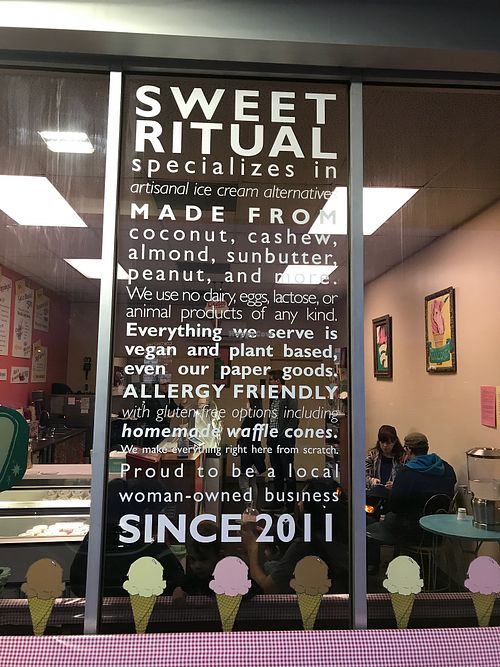 SWEET
RITUAL
specializes in
artisanal ice cream alternatives
MADE FROM
coconut, cashew,
almond, sunbutter,
peanut, and more.
We use no dairy, eggs, lactose, or
animal products of any kind.
Everything we serve is
vegan and plant based,
even our paper goods.
ALLERGY FRIENDLY
with gluten-free options including
homemade waffle cones.
We make everything right here from scratch.
Proud to be a local
woman-owned business
SINCE 2011